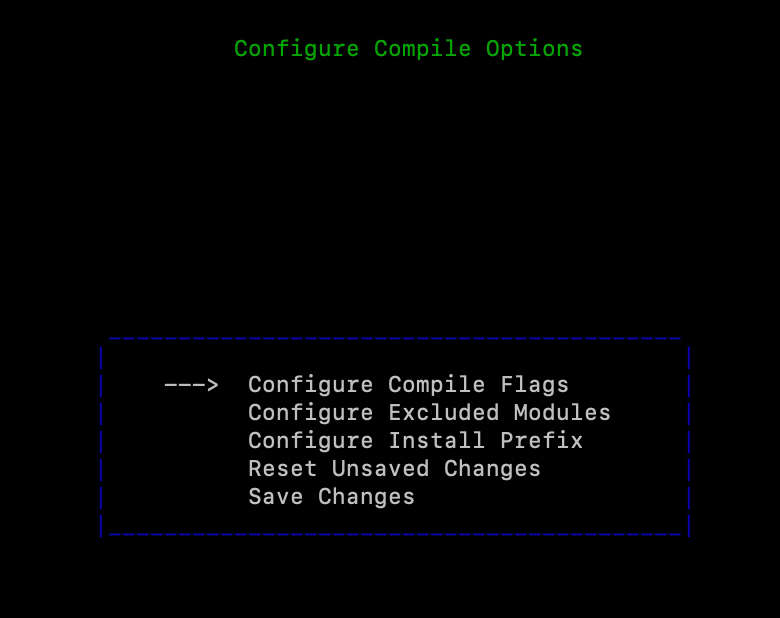 Configure Compile Options
---> Configure Compile Flags
Configure Excluded Modules
Configure Install Prefix
Reset Unsaved Changes
Save Changes